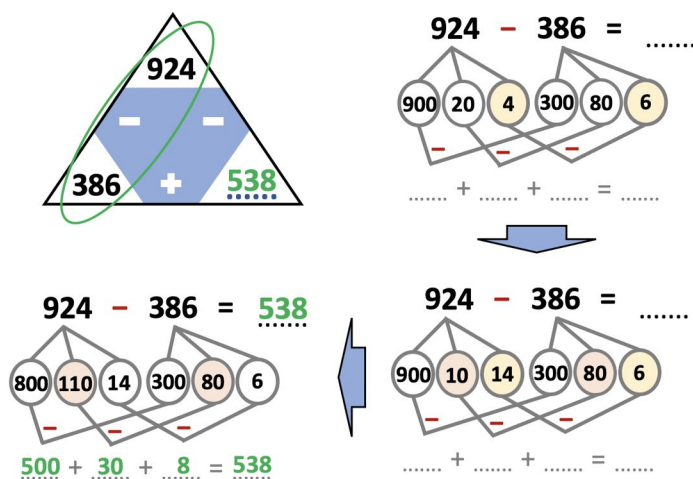 924
- -
386 + 538
924 - 386 = ......
900 20 4 300 80 6
- - -
...... + ...... + ...... = ......
924 - 386 = ......
900 10 14 300 80 6
- - -
...... + ...... + ...... = ......
924 - 386 = 538
800 110 14 300 80 6
- - -
500 + 30 + 8 = 538